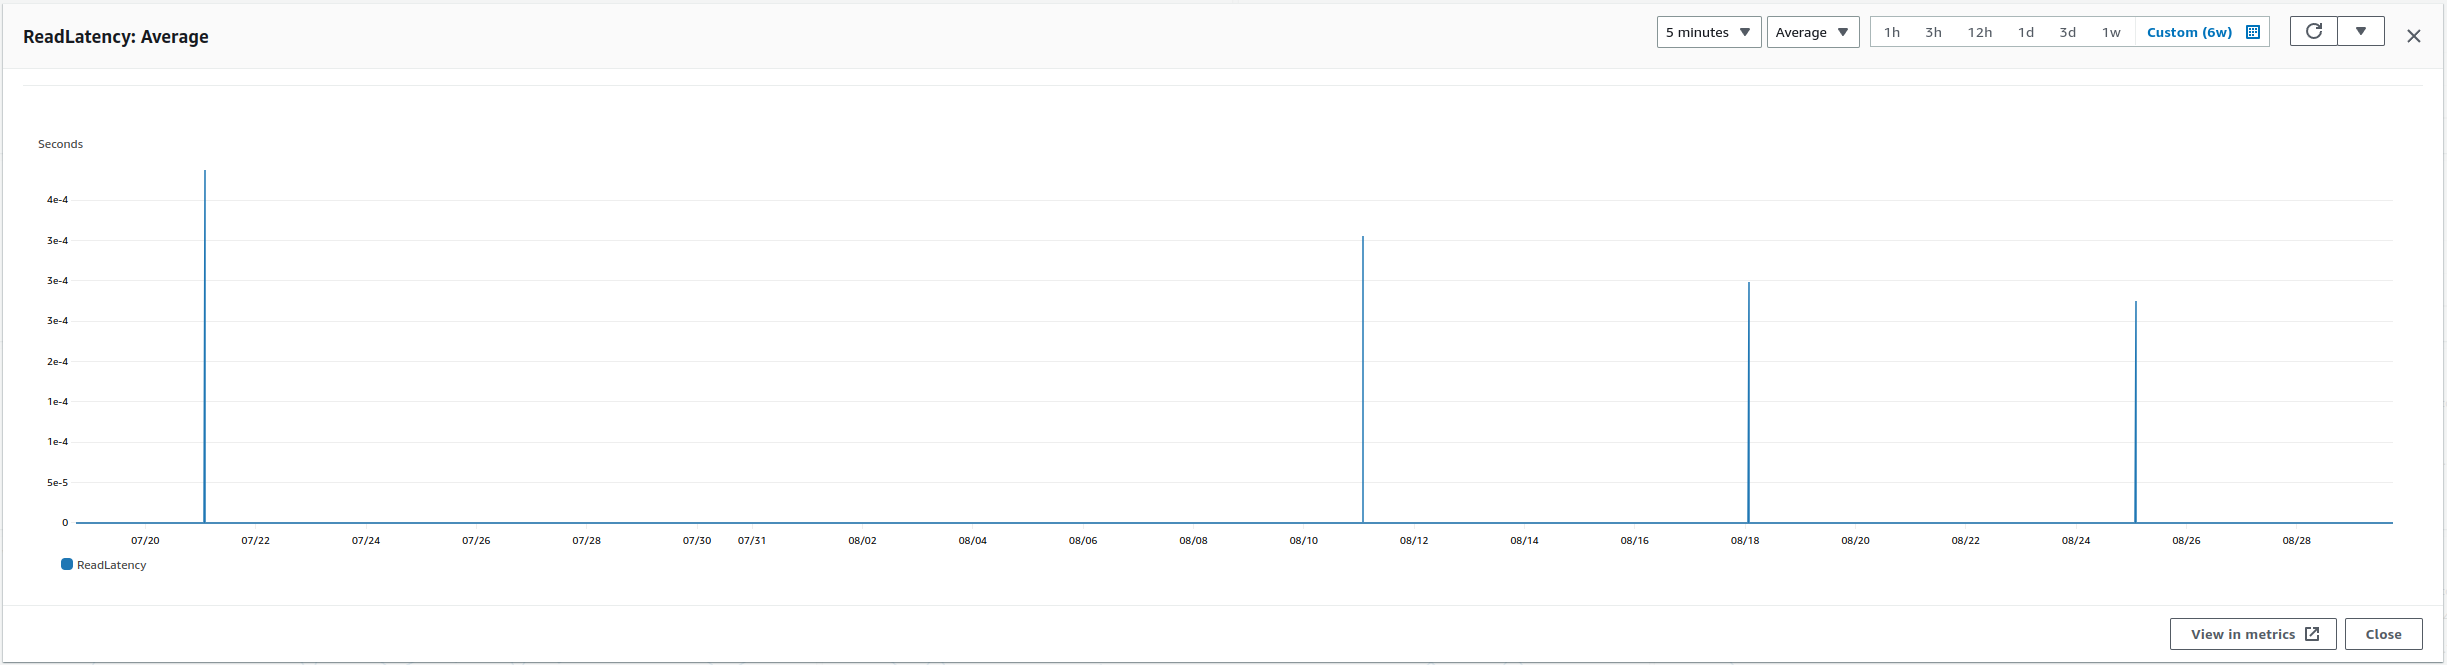 ReadLatency: Average
5 minutes Average 1h 3h 12h 1d 3d 1w Custom (6w)
Seconds
4e-4
3e-4
3e-4
3e-4
2e-4
1e-4
1e-4
5e-5
0
07/20 07/22 07/24 07/26 07/28 07/30 07/31 08/02 08/04 08/06 08/08 08/10 08/12 08/14 08/16 08/18 08/20 08/22 08/24 08/26 08/28
ReadLatency
View in metrics Close